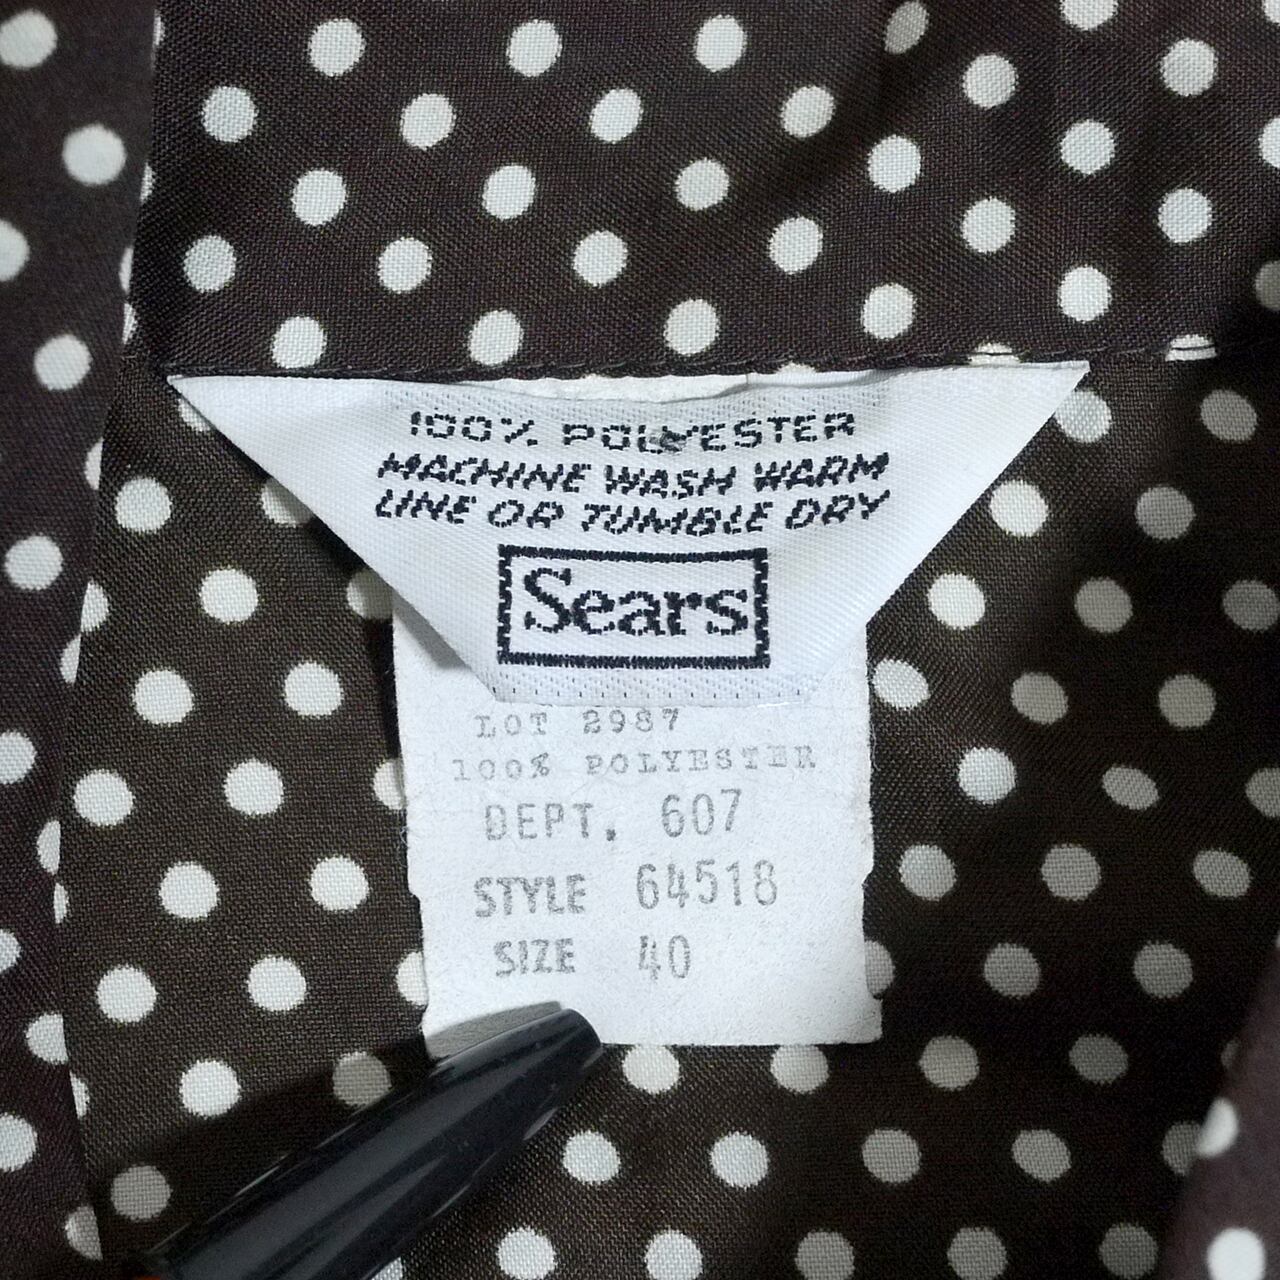 100% POLYESTER
MACHINE WASH WARM
LINE OR TUMBLE DRY
Sears
LOT 2987
100% POLYESTER
DEPT. 607
STYLE 64518
SIZE 40